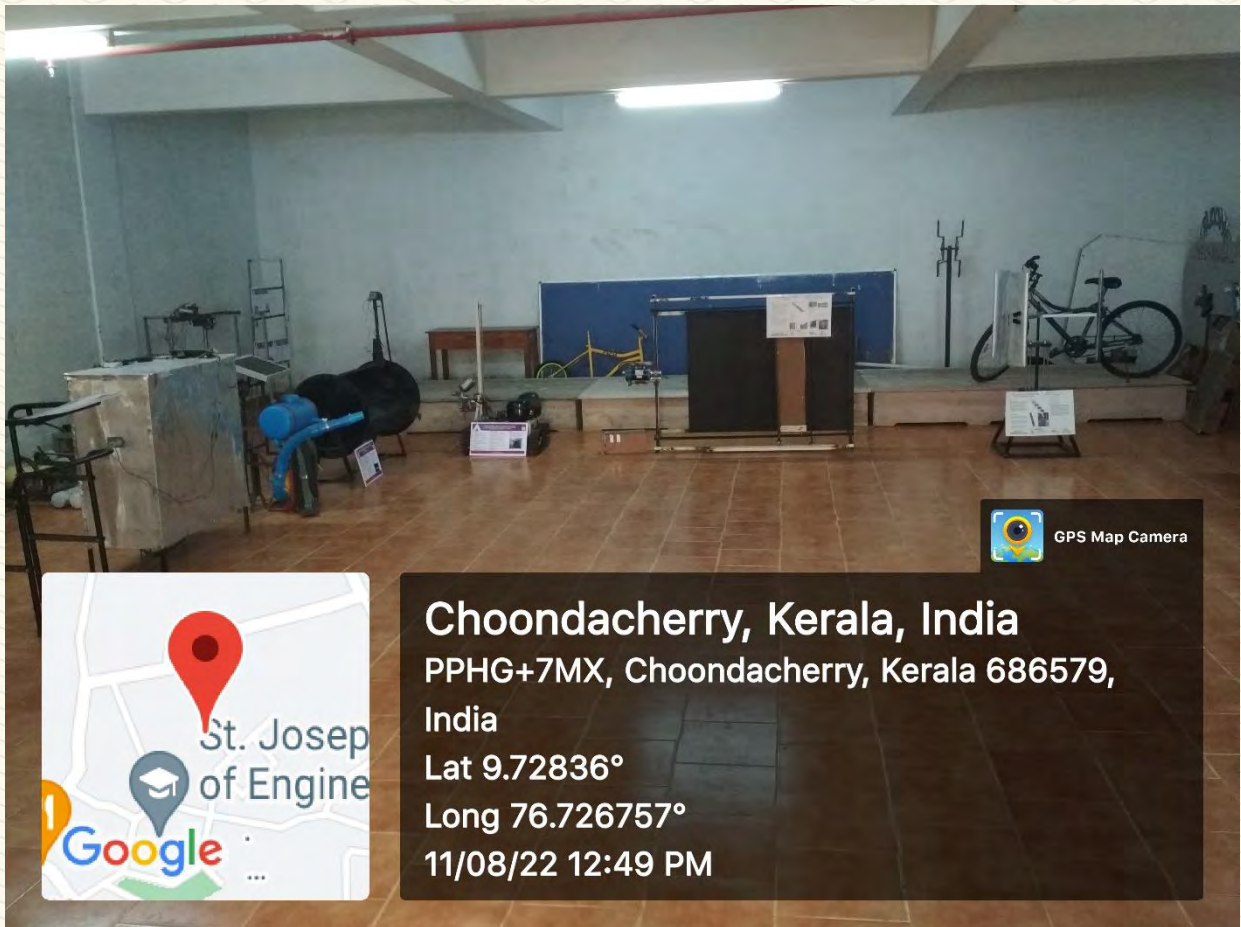 GPS Map Camera
Choondacherry, Kerala, India
PPHG+7MX, Choondacherry, Kerala 686579,
India
Lat 9.72836°
Long 76.726757°
11/08/22 12:49 PM
St. Josep
of Engine
Google